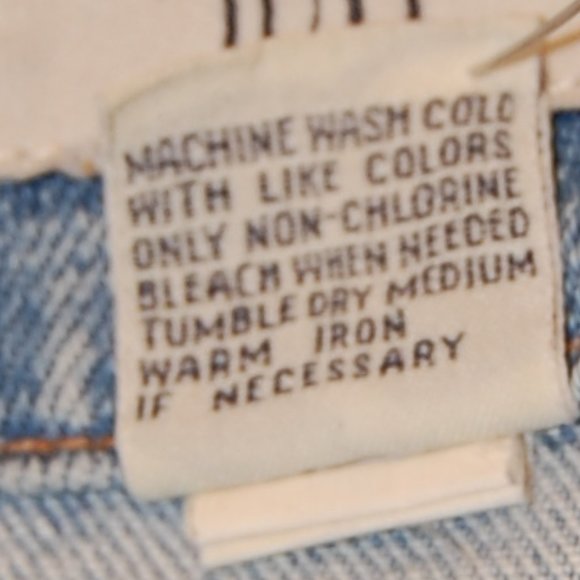 MACHINE WASH COLD
WITH LIKE COLORS
ONLY NON-CHLORINE
BLEACH WHEN NEEDED
TUMBLE DRY MEDIUM
WARM IRON
IF NECESSARY